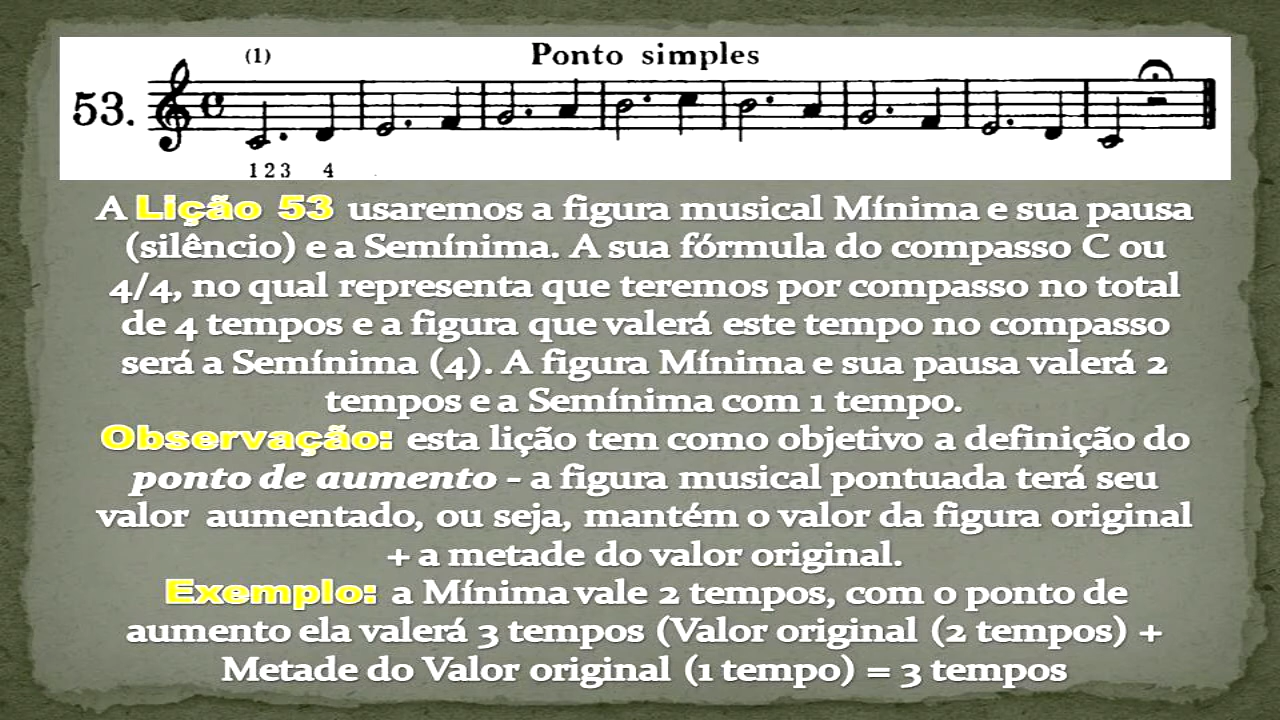 (1) Ponto simples
53.
1 2 3 4
A Lição 53 usaremos a figura musical Mínima e sua pausa
(silêncio) e a Semínima. A sua fórmula do compasso C ou
4/4, no qual representa que teremos por compasso no total
de 4 tempos e a figura que valerá este tempo no compasso
será a Semínima (4). A figura Mínima e sua pausa valerá 2
tempos e a Semínima com 1 tempo.
Observação: esta lição tem como objetivo a definição do
ponto de aumento - a figura musical pontuada terá seu
valor aumentado, ou seja, mantém o valor da figura original
+ a metade do valor original.
Exemplo: a Mínima vale 2 tempos, com o ponto de
aumento ela valerá 3 tempos (Valor original (2 tempos) +
Metade do Valor original (1 tempo) = 3 tempos